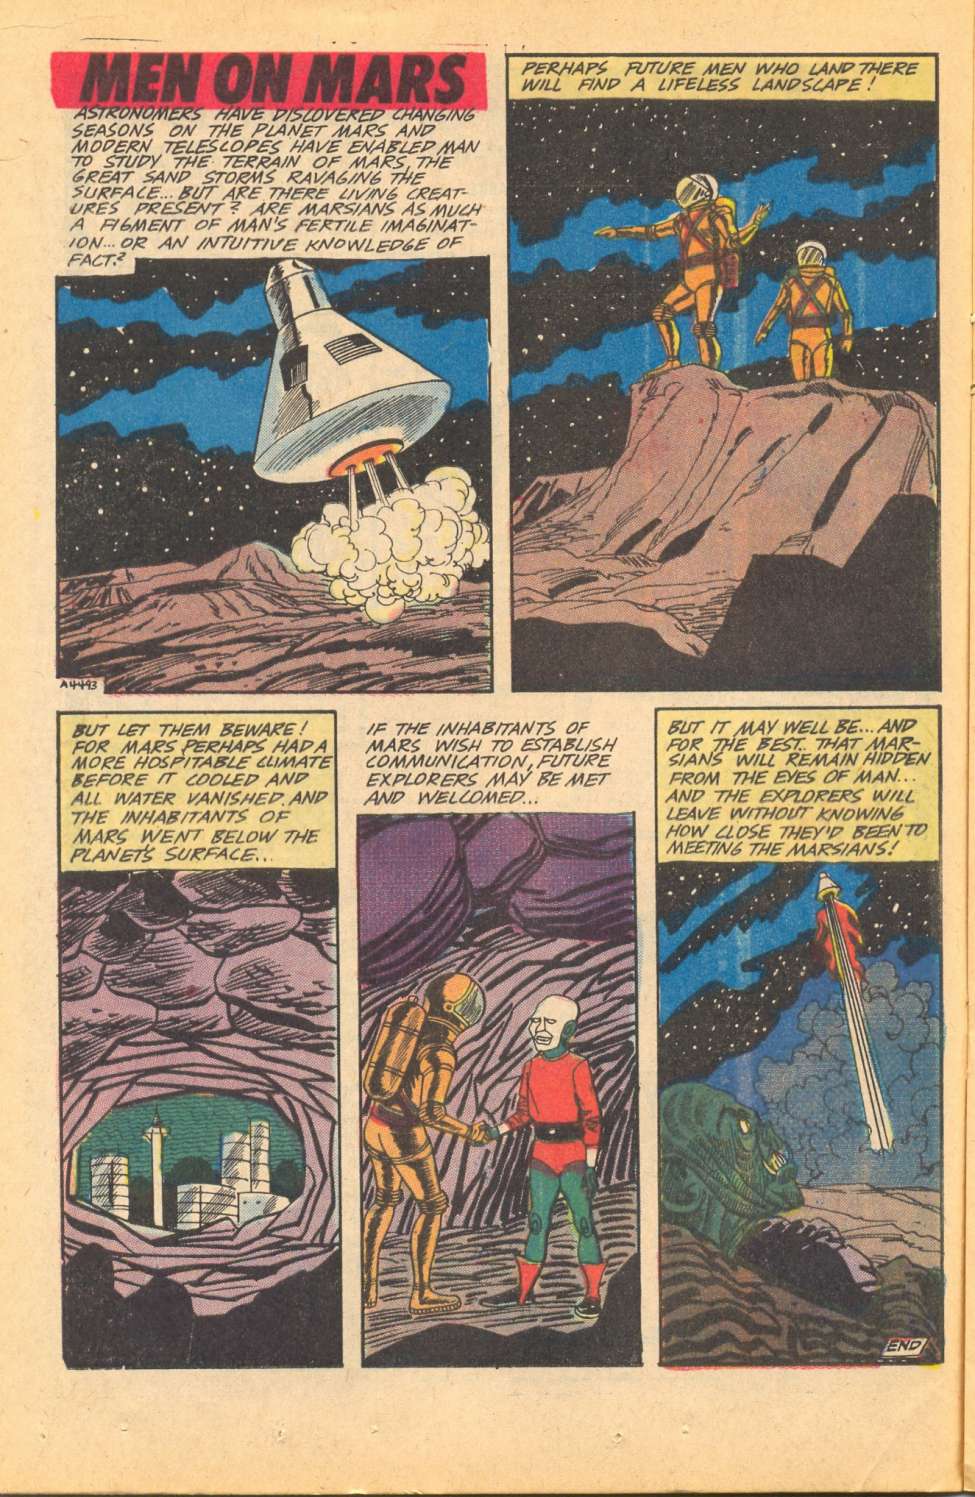 MEN ON MARS
ASTRONOMERS HAVE DISCOVERED CHANGING
SEASONS ON THE PLANET MARS AND
MODERN TELESCOPES HAVE ENABLED MAN
TO STUDY THE TERRAIN OF MARS, THE
GREAT SAND STORMS RAVAGING THE
SURFACE... BUT ARE THERE LIVING CREAT-
URES PRESENT? ARE MARSIANS AS MUCH
A FIGMENT OF MAN'S FERTILE IMAGINAT-
ION... OR AN INTUITIVE KNOWLEDGE OF
FACT?
A4493
PERHAPS FUTURE MEN WHO LAND THERE
WILL FIND A LIFELESS LANDSCAPE!
BUT LET THEM BEWARE!
FOR MARS, PERHAPS HAD A
MORE HOSPITABLE CLIMATE
BEFORE IT COOLED AND
ALL WATER VANISHED. AND
THE INHABITANTS OF
MARS WENT BELOW THE
PLANET'S SURFACE...
IF THE INHABITANTS OF
MARS WISH TO ESTABLISH
COMMUNICATION, FUTURE
EXPLORERS MAY BE MET
AND WELCOMED...
BUT IT MAY WELL BE... AND
FOR THE BEST.. THAT MAR-
SIANS WILL REMAIN HIDDEN
FROM THE EYES OF MAN...
AND THE EXPLORERS WILL
LEAVE WITHOUT KNOWING
HOW CLOSE THEY'D BEEN TO
MEETING THE MARSIANS!
END